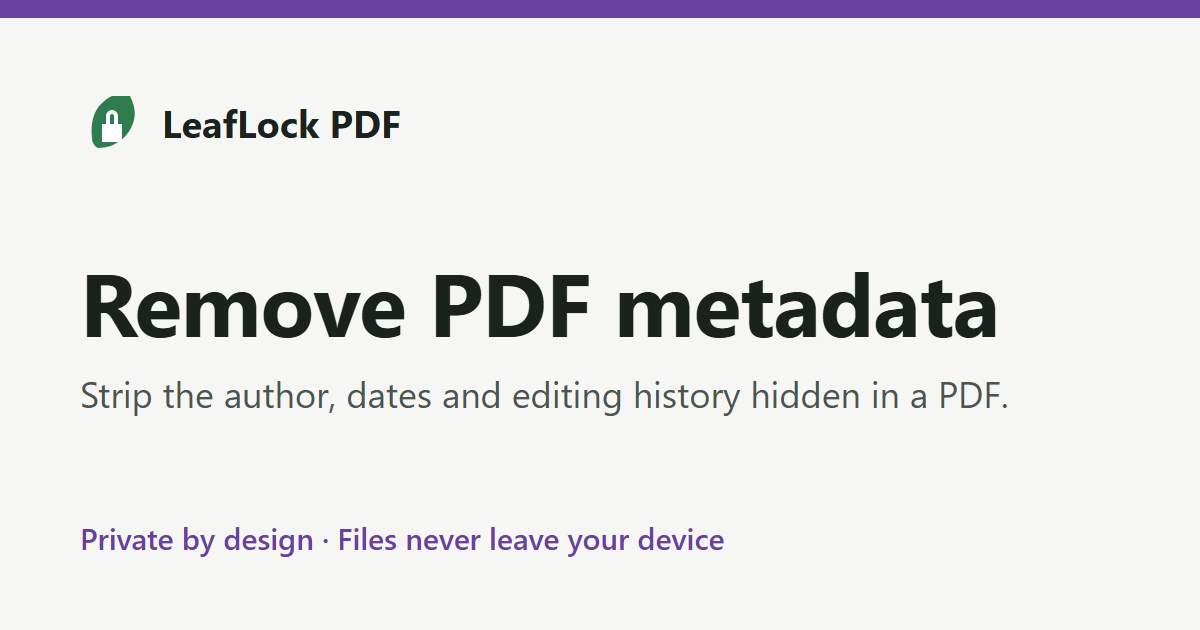 LeafLock PDF
Remove PDF metadata
Strip the author, dates and editing history hidden in a PDF.
Private by design · Files never leave your device